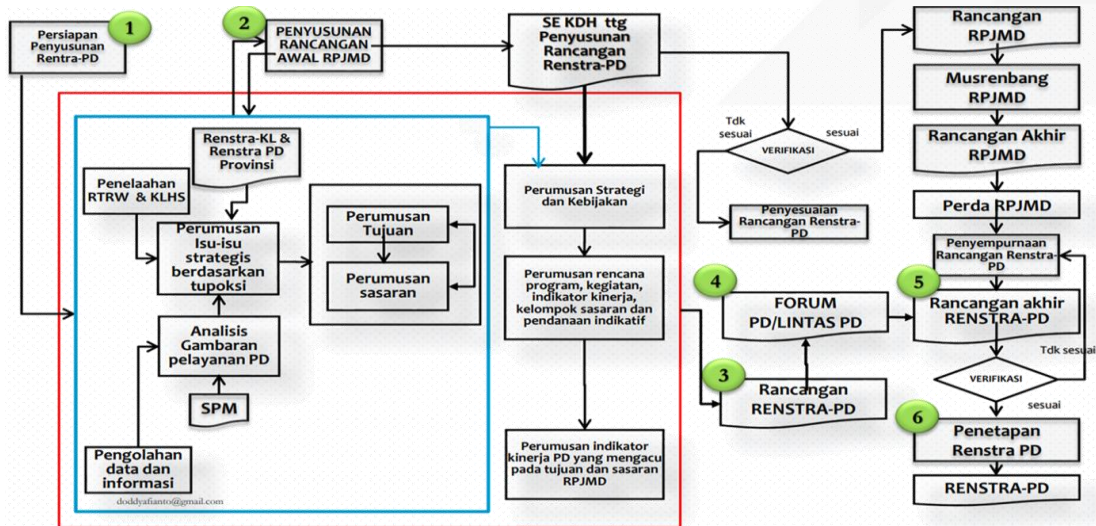 1
Persiapan
Penyusunan
Rentra-PD
2
PENYUSUNAN
RANCANGAN
AWAL RPJMD
SE KDH ttg
Penyusunan
Rancangan
Renstra-PD
Rancangan
RPJMD
Musrenbang
RPJMD
Rancangan Akhir
RPJMD
Perda RPJMD
Tdk
sesuai
VERIFIKASI
sesuai
Penyesuaian
Rancangan Renstra-
PD
Renstra-KL &
Renstra PD
Provinsi
Penelaahan
RTRW & KLHS
Perumusan
Isu-isu
strategis
berdasarkan
tupoksi
Perumusan
Tujuan
Perumusan
sasaran
Analisis
Gambaran
pelayanan PD
SPM
Pengolahan
data dan
informasi
doddyafianto@gmail.com
Perumusan Strategi
dan Kebijakan
Perumusan rencana
program, kegiatan,
indikator kinerja,
kelompok sasaran dan
pendanaan indikatif
Perumusan indikator
kinerja PD yang mengacu
pada tujuan dan sasaran
RPJMD
3
Rancangan
RENSTRA-PD
4
FORUM
PD/LINTAS PD
Penyempurnaan
Rancangan Renstra-
PD
5
Rancangan akhir
RENSTRA-PD
Tdk sesuai
VERIFIKASI
sesuai
6
Penetapan
Renstra PD
RENSTRA-PD